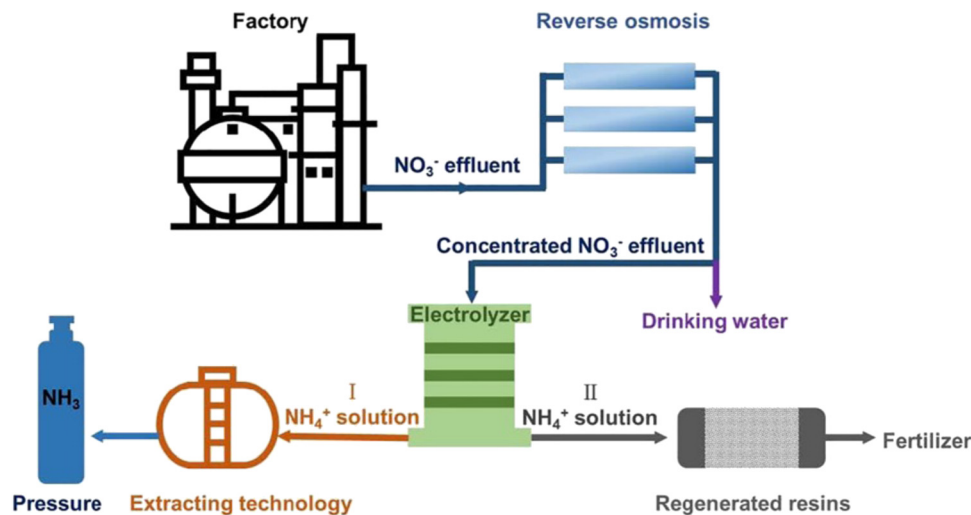 Factory
Reverse osmosis
NO₃⁻ effluent
Concentrated NO₃⁻ effluent
Electrolyzer
Drinking water
NH₃
I
NH₄⁺ solution
II
NH₄⁺ solution
Fertilizer
Pressure
Extracting technology
Regenerated resins